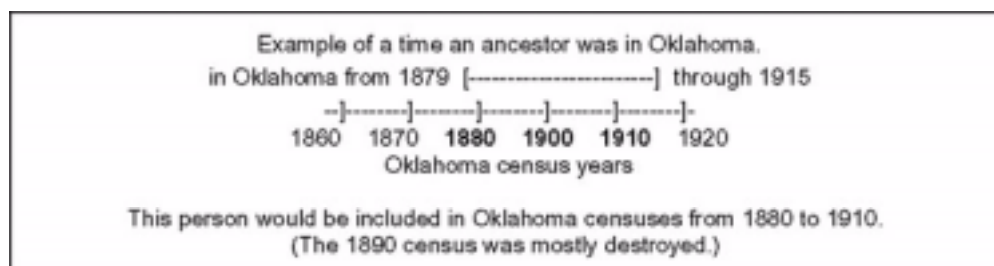 Example of a time an ancestor was in Oklahoma.
in Oklahoma from 1879 [------------------------] through 1915
--]--------]--------]--------]--------]--------]-
1860 1870 1880 1900 1910 1920
Oklahoma census years
This person would be included in Oklahoma censuses from 1880 to 1910.
(The 1890 census was mostly destroyed.)